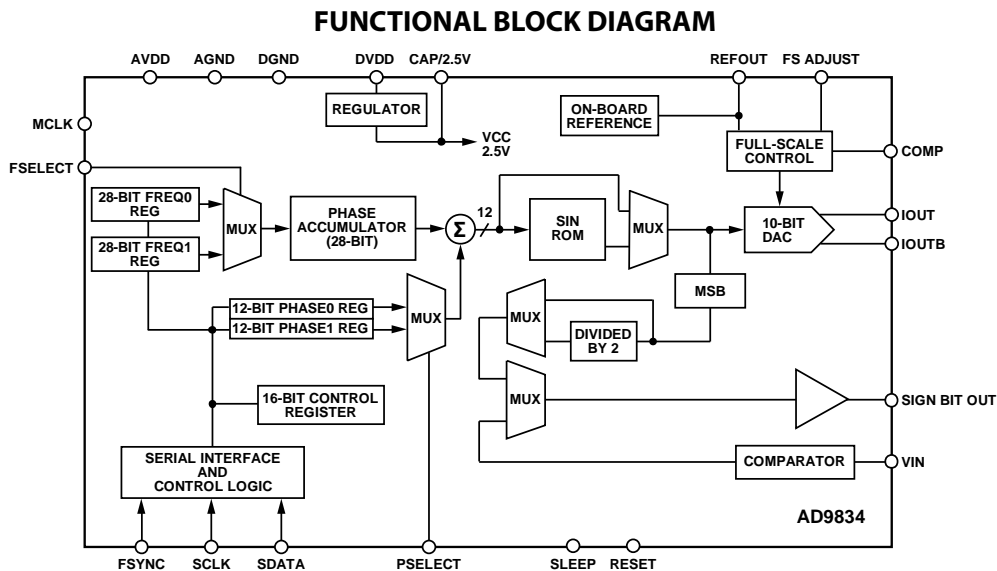 FUNCTIONAL BLOCK DIAGRAM
AVDD
AGND
DGND
DVDD
CAP/2.5V
REFOUT
FS ADJUST
MCLK
REGULATOR
VCC
2.5V
ON-BOARD
REFERENCE
FULL-SCALE
CONTROL
COMP
FSELECT
28-BIT FREQ0
REG
28-BIT FREQ1
REG
MUX
PHASE
ACCUMULATOR
(28-BIT)
Σ
12
SIN
ROM
MUX
10-BIT
DAC
IOUT
IOUTB
12-BIT PHASE0 REG
12-BIT PHASE1 REG
MUX
MUX
DIVIDED
BY 2
MSB
16-BIT CONTROL
REGISTER
MUX
SIGN BIT OUT
SERIAL INTERFACE
AND
CONTROL LOGIC
COMPARATOR
VIN
AD9834
FSYNC
SCLK
SDATA
PSELECT
SLEEP
RESET